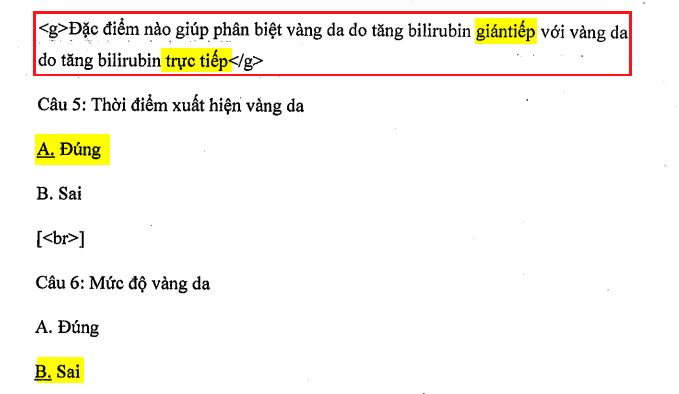 <g>Đặc điểm nào giúp phân biệt vàng da do tăng bilirubin giántiếp với vàng da
do tăng bilirubin trực tiếp</g>
Câu 5: Thời điểm xuất hiện vàng da
A. Đúng
B. Sai
[<br>]
Câu 6: Mức độ vàng da
A. Đúng
B. Sai